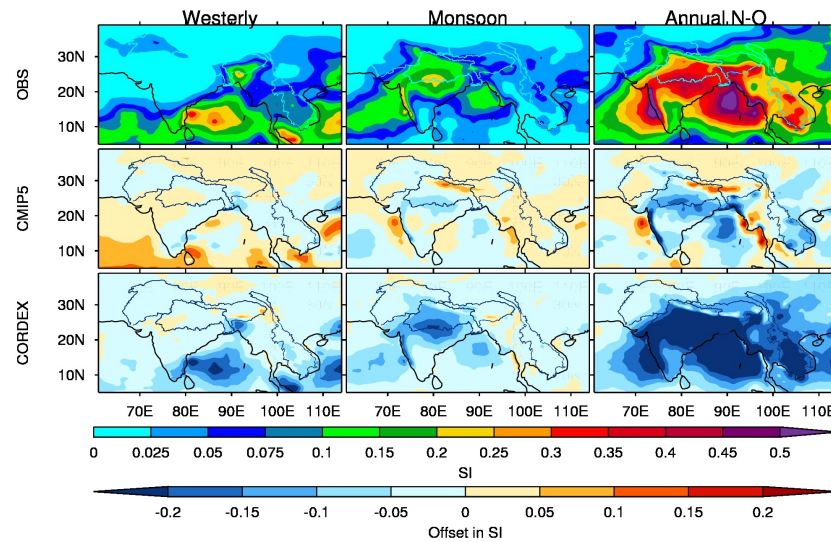 Westerly Monsoon Annual N-O
OBS
30N
20N
10N
CMIP5
30N
20N
10N
CORDEX
30N
20N
10N
70E 80E 90E 100E 110E 70E 80E 90E 100E 110E 70E 80E 90E 100E 110E
0 0.025 0.05 0.075 0.1 0.15 0.2 0.25 0.3 0.35 0.4 0.45 0.5
SI
-0.2 -0.15 -0.1 -0.05 0 0.05 0.1 0.15 0.2
Offset in SI